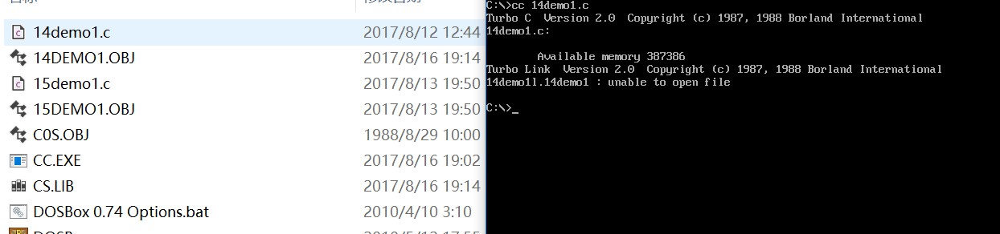 修改日期
14demo1.c 2017/8/12 12:44
14DEMO1.OBJ 2017/8/16 19:14
15demo1.c 2017/8/13 19:50
15DEMO1.OBJ 2017/8/13 19:50
C0S.OBJ 1988/8/29 10:00
CC.EXE 2017/8/16 19:02
CS.LIB 2017/8/16 19:14
DOSBox 0.74 Options.bat 2010/4/10 3:10
C:\>cc 14demo1.c
Turbo C  Version 2.0  Copyright (c) 1987, 1988 Borland International
14demo1.c:
Available memory 387386
Turbo Link  Version 2.0  Copyright (c) 1987, 1988 Borland International
14demo1l.14demo1 : unable to open file
C:\>_